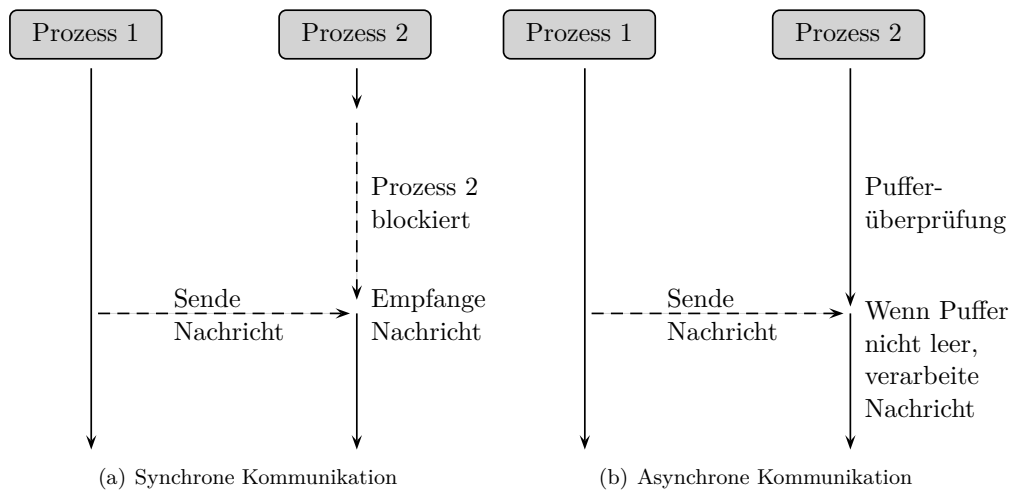 Prozess 1
Prozess 2
Prozess 2
blockiert
Sende
Nachricht
Empfange
Nachricht
(a) Synchrone Kommunikation
Prozess 1
Prozess 2
Puffer-
überprüfung
Sende
Nachricht
Wenn Puffer
nicht leer,
verarbeite
Nachricht
(b) Asynchrone Kommunikation